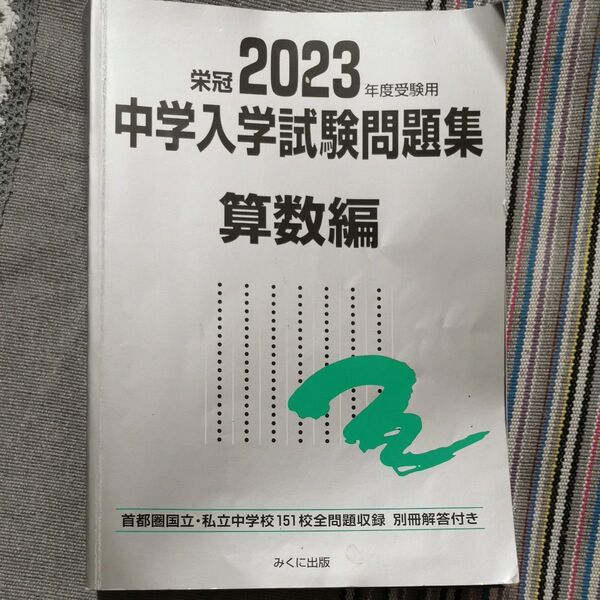 栄冠 2023 年度受験用
中学入学試験問題集
算数編
首都圏国立・私立中学校151校全問題収録 別冊解答付き
みくに出版